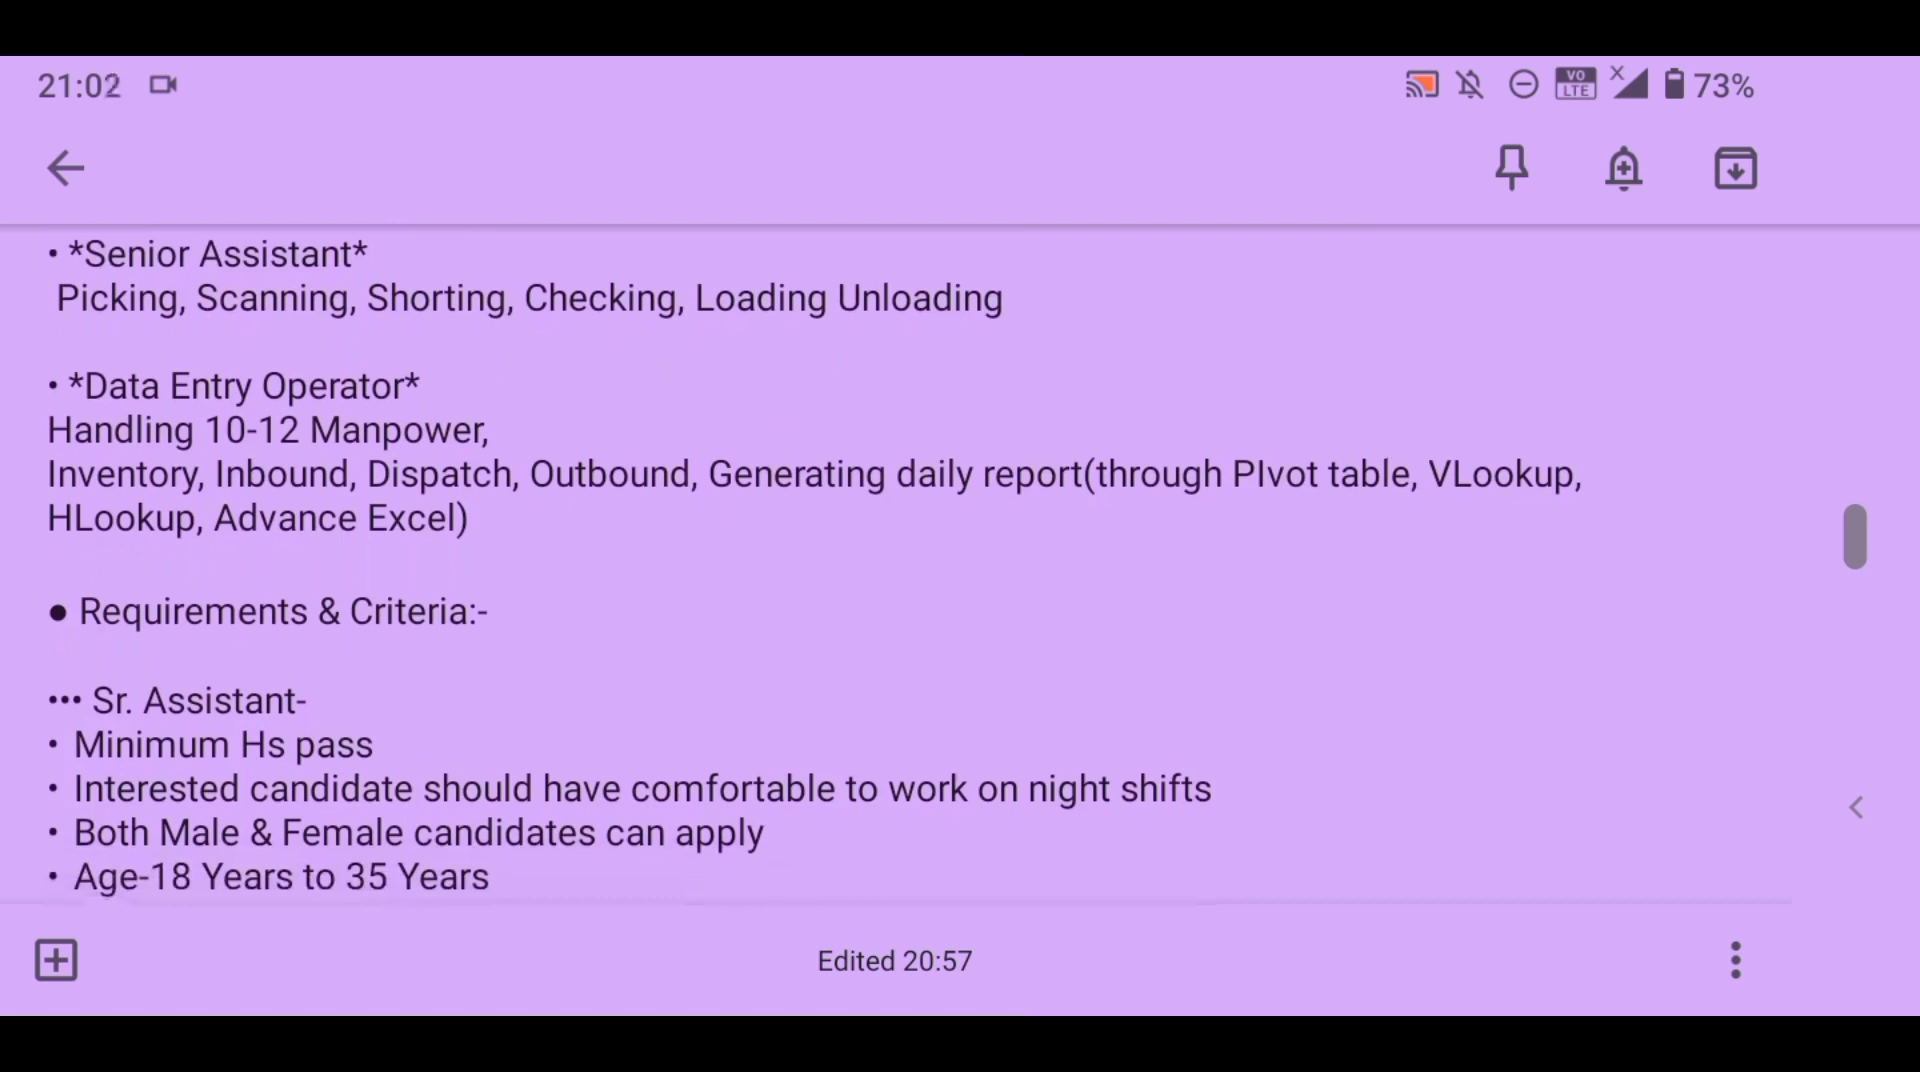 21:02
VO LTE
X
73%
• *Senior Assistant*
Picking, Scanning, Shorting, Checking, Loading Unloading
• *Data Entry Operator*
Handling 10-12 Manpower,
Inventory, Inbound, Dispatch, Outbound, Generating daily report(through PIvot table, VLookup,
HLookup, Advance Excel)
● Requirements & Criteria:-
••• Sr. Assistant-
• Minimum Hs pass
• Interested candidate should have comfortable to work on night shifts
• Both Male & Female candidates can apply
• Age-18 Years to 35 Years
Edited 20:57